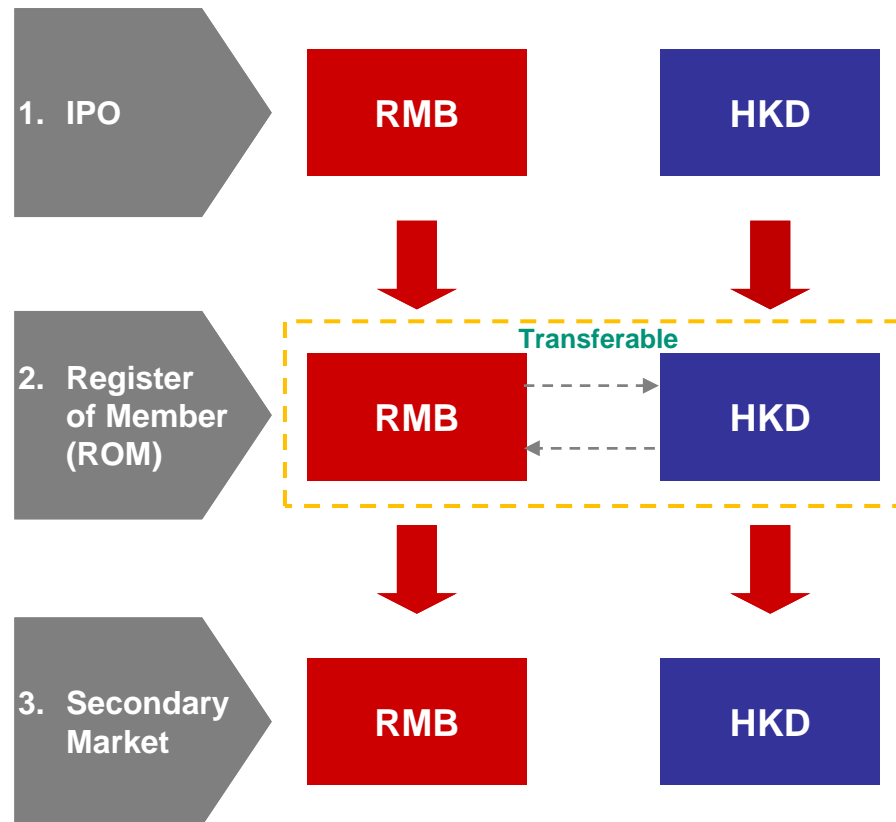 1. IPO
RMB
HKD
Transferable
2. Register
of Member
(ROM)
RMB
HKD
3. Secondary
Market
RMB
HKD